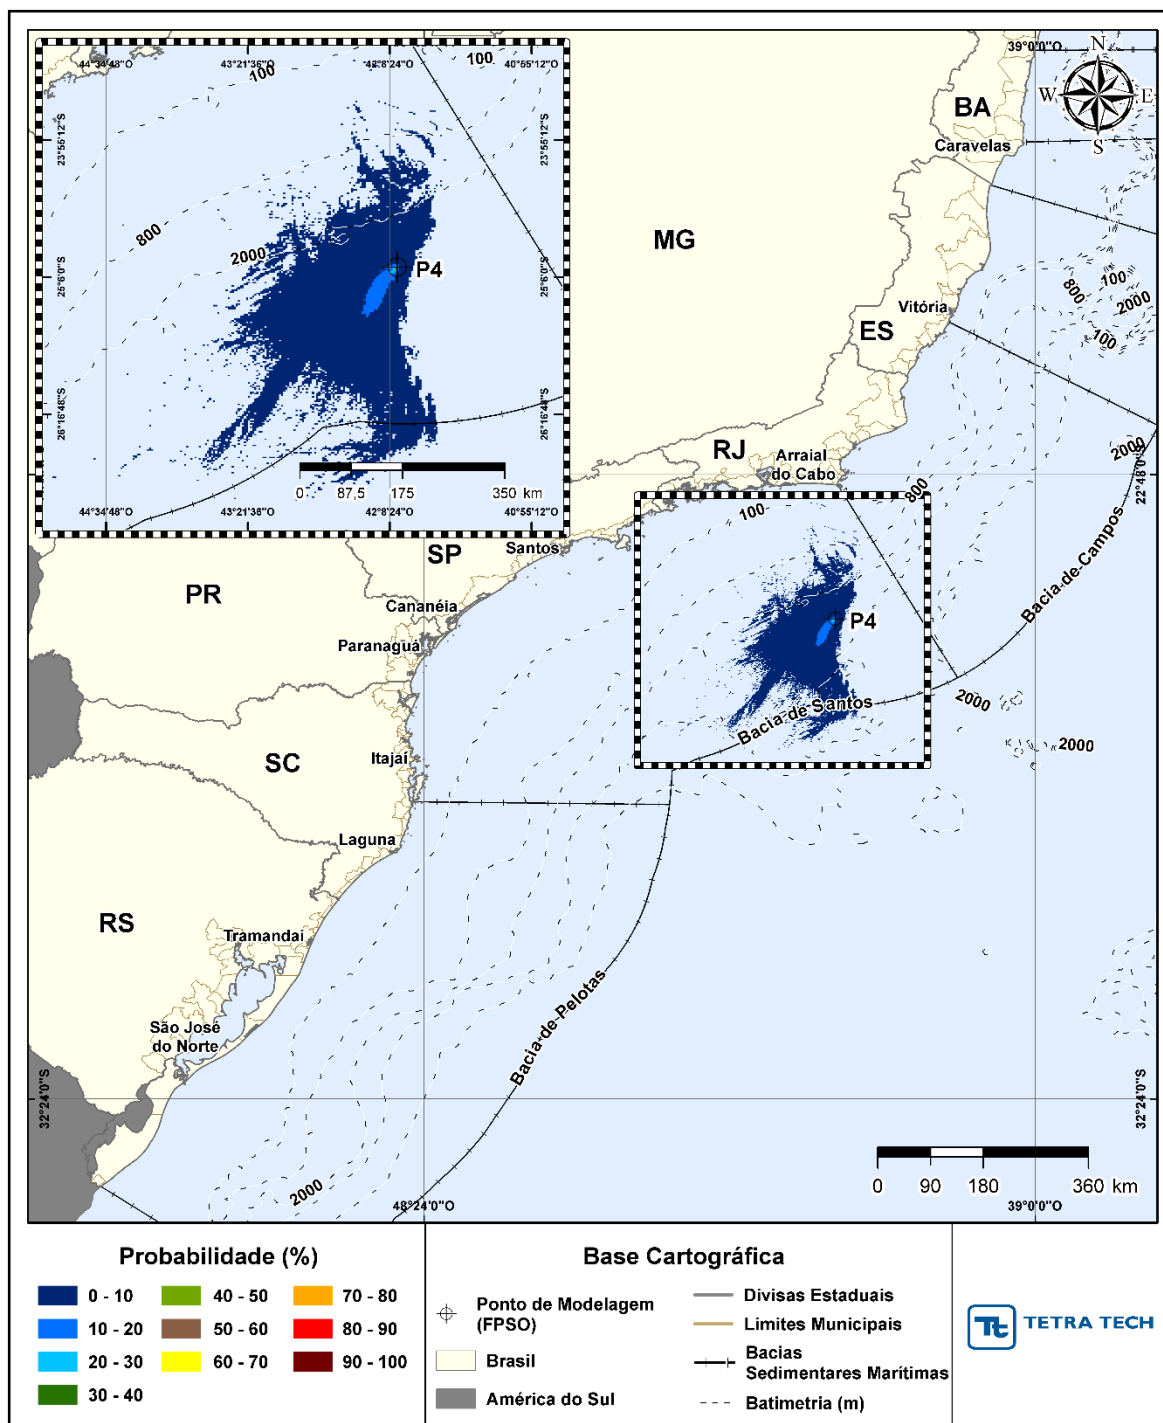 44°34'48"O
43°21'36"O
42°8'24"O
40°55'12"O
100
100
23°55'12"S
23°55'12"S
800
2000
P4
25°6'0"S
25°6'0"S
26°16'48"S
26°16'48"S
0 87,5 175 350 km
44°34'48"O
43°21'36"O
42°8'24"O
40°55'12"O
39°0'0"O
N
W E
S
BA
Caravelas
MG
800
100
2000
100
Vitória
ES
RJ
Arraial
do Cabo
2000
22°48'0"S
800
100
Bacia de Campos
SP
Santos
PR
Cananéia
Paranaguá
P4
Bacia de Santos
2000
2000
SC
Itajaí
Laguna
RS
Tramandaí
São José
do Norte
Bacia de Pelotas
32°24'0"S
32°24'0"S
2000
0 90 180 360 km
48°24'0"O
39°0'0"O
Probabilidade (%)
0 - 10
10 - 20
20 - 30
30 - 40
40 - 50
50 - 60
60 - 70
70 - 80
80 - 90
90 - 100
Base Cartográfica
Ponto de Modelagem
(FPSO)
Brasil
América do Sul
Divisas Estaduais
Limites Municipais
Bacias
Sedimentares Marítimas
Batimetria (m)
Tt
TETRA TECH